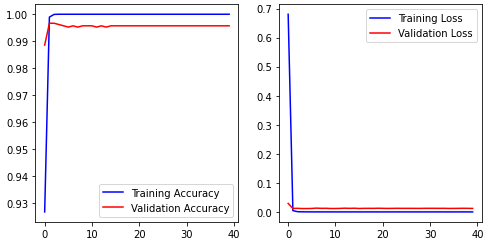 1.00
0.99
0.98
0.97
0.96
0.95
0.94
0.93
0 10 20 30 40
Training Accuracy
Validation Accuracy
0.7
0.6
0.5
0.4
0.3
0.2
0.1
0.0
0 10 20 30 40
Training Loss
Validation Loss